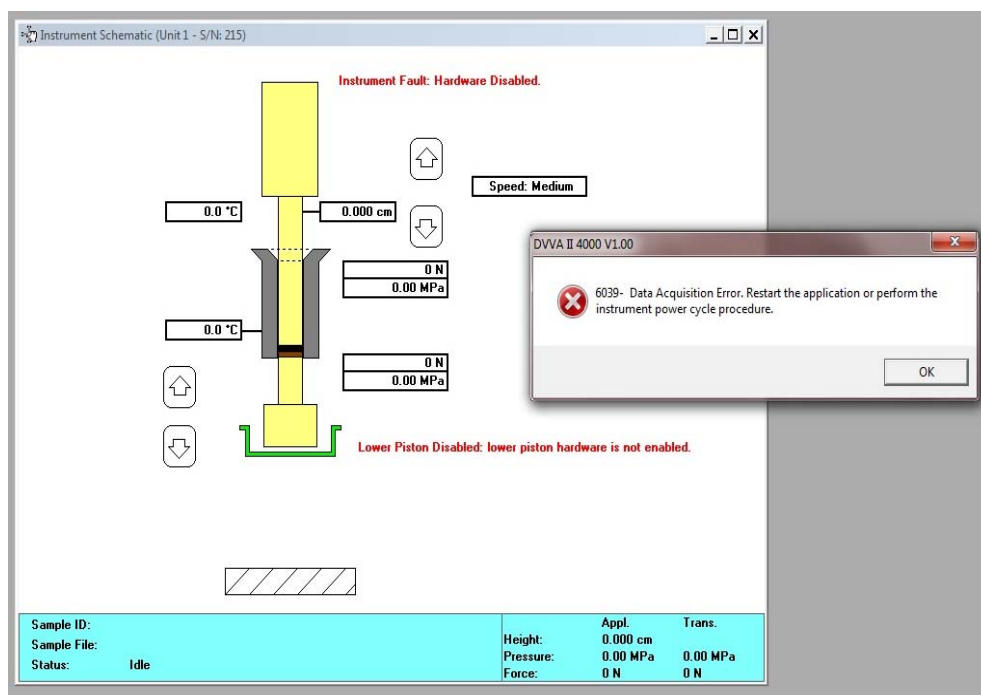 Instrument Schematic (Unit 1 - S/N: 215)
Instrument Fault: Hardware Disabled.
Speed: Medium
0.0 °C
0.000 cm
0 N
0.00 MPa
0.0 °C
0 N
0.00 MPa
Lower Piston Disabled: lower piston hardware is not enabled.
DVVA II 4000 V1.00
6039- Data Acquisition Error. Restart the application or perform the
instrument power cycle procedure.
OK
Sample ID:
Sample File:
Status: Idle
Appl. Trans.
Height: 0.000 cm
Pressure: 0.00 MPa 0.00 MPa
Force: 0 N 0 N